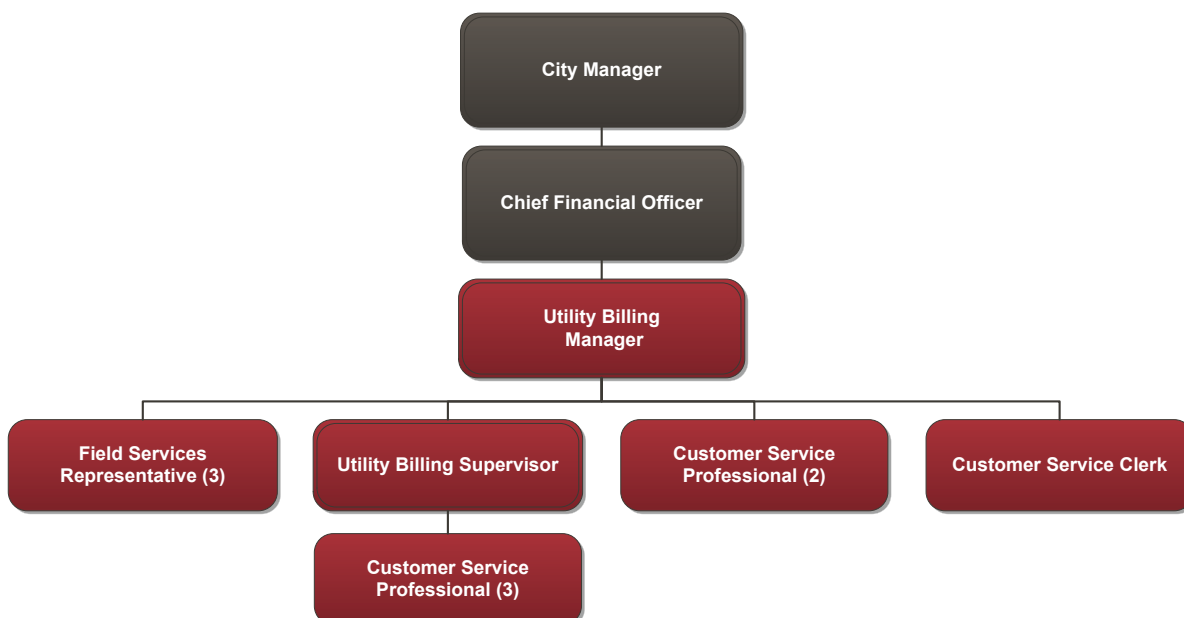 City Manager
Chief Financial Officer
Utility Billing
Manager
Field Services
Representative (3)
Utility Billing Supervisor
Customer Service
Professional (2)
Customer Service Clerk
Customer Service
Professional (3)